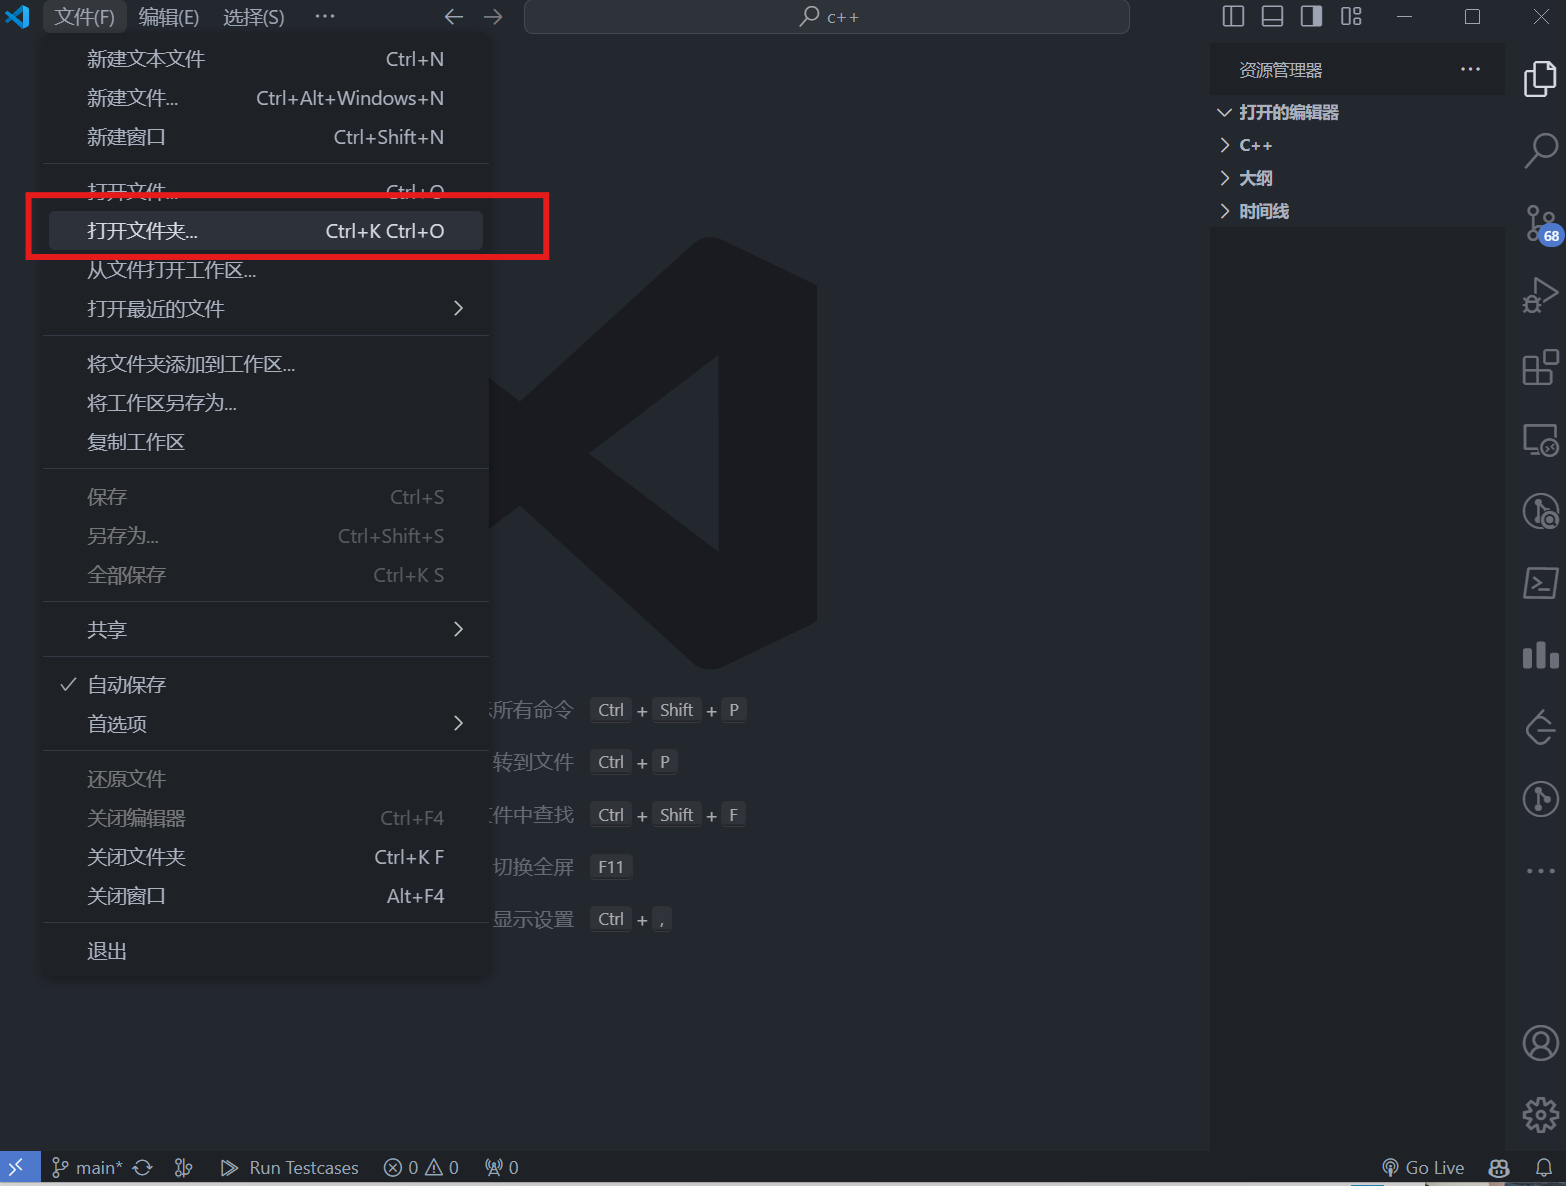 文件(F) 编辑(E) 选择(S) ··· c++
新建文本文件 Ctrl+N
新建文件... Ctrl+Alt+Windows+N
新建窗口 Ctrl+Shift+N
打开文件... Ctrl+O
打开文件夹... Ctrl+K Ctrl+O
从文件打开工作区...
打开最近的文件
将文件夹添加到工作区...
将工作区另存为...
复制工作区
保存 Ctrl+S
另存为... Ctrl+Shift+S
全部保存 Ctrl+K S
共享
自动保存
首选项
还原文件
关闭编辑器 Ctrl+F4
关闭文件夹 Ctrl+K F
关闭窗口 Alt+F4
退出
所有命令 Ctrl + Shift + P
转到文件 Ctrl + P
件中查找 Ctrl + Shift + F
切换全屏 F11
显示设置 Ctrl + ,
资源管理器 ···
打开的编辑器
C++
大纲
时间线
68
main* Run Testcases 0 0 0 Go Live